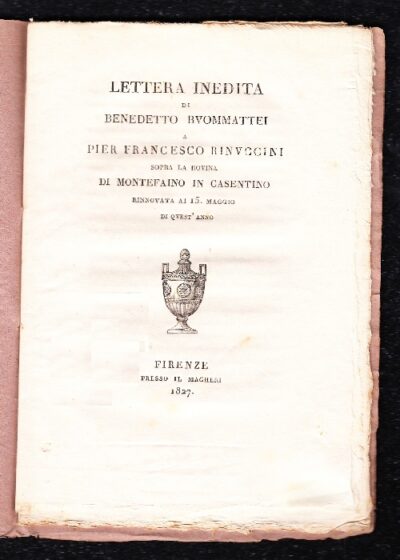 LETTERA INEDITA
DI
BENEDETTO BVOMMATTEI
A
PIER FRANCESCO RINVCCINI
SOPRA LA ROVINA
DI MONTEFAINO IN CASENTINO
RINNOVATA AI 15. MAGGIO
DI QVEST' ANNO
FIRENZE
PRESSO IL MAGHERI
1827.